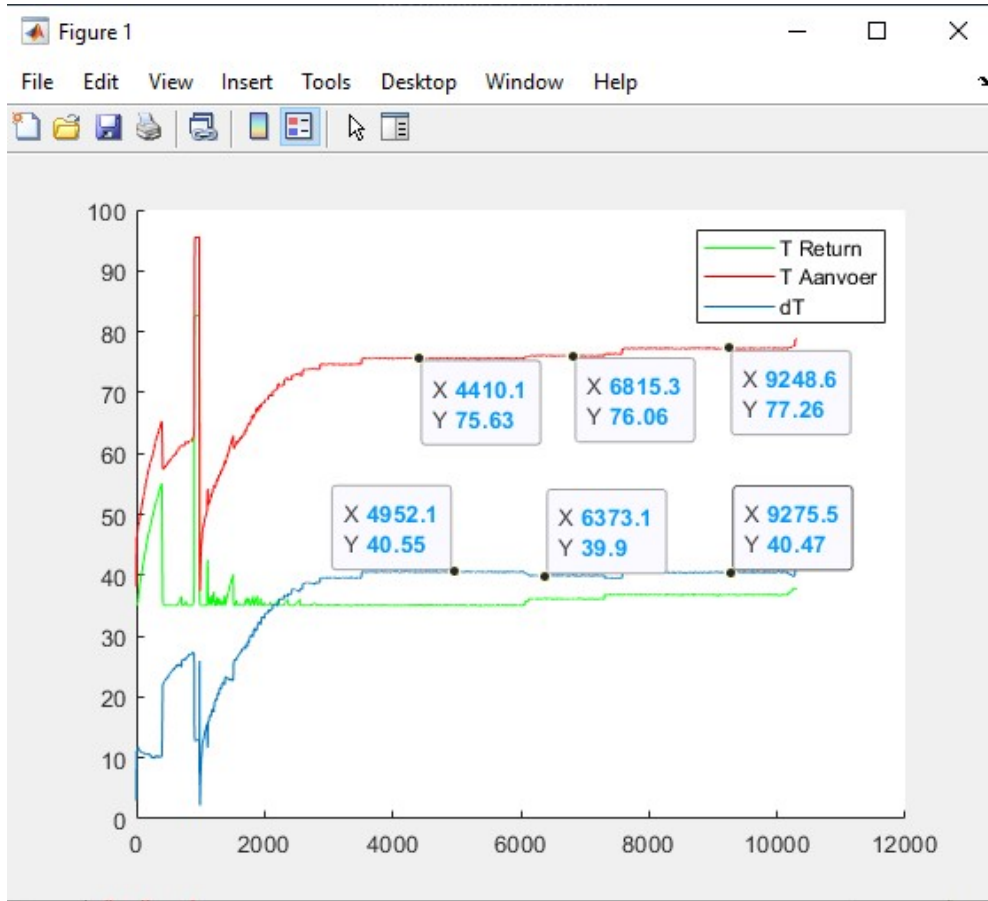 Figure 1
File Edit View Insert Tools Desktop Window Help
100
90
80
70
60
50
40
30
20
10
0
T Return
T Aanvoer
dT
X 4410.1
Y 75.63
X 6815.3
Y 76.06
X 9248.6
Y 77.26
X 4952.1
Y 40.55
X 6373.1
Y 39.9
X 9275.5
Y 40.47
0 2000 4000 6000 8000 10000 12000